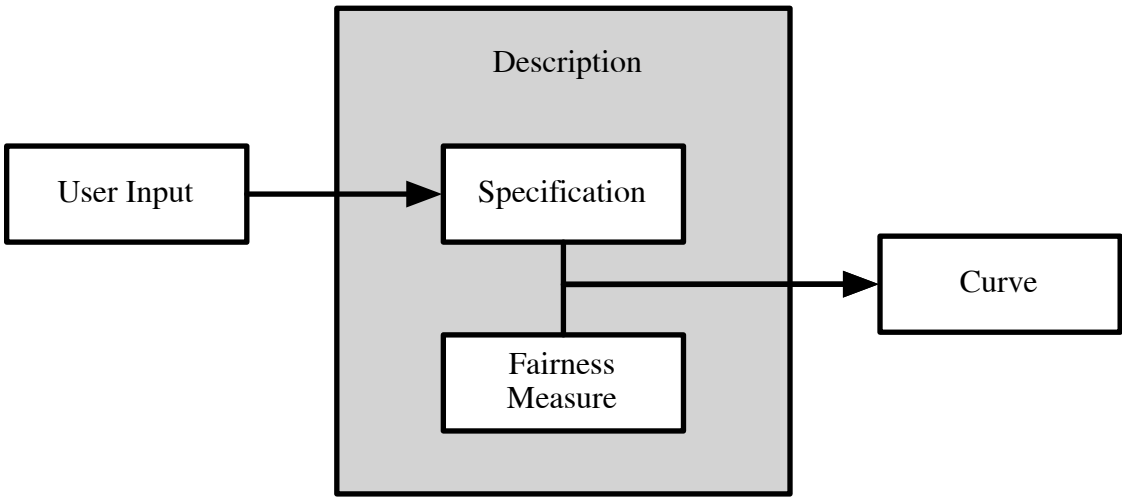 Description
User Input
Specification
Curve
Fairness
Measure